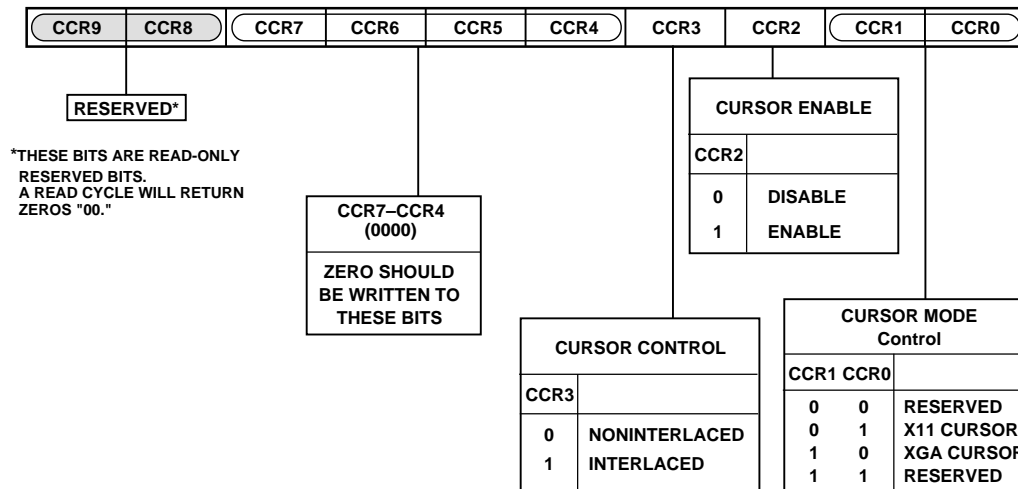 CCR9 CCR8 CCR7 CCR6 CCR5 CCR4 CCR3 CCR2 CCR1 CCR0
RESERVED*
*THESE BITS ARE READ-ONLY
RESERVED BITS.
A READ CYCLE WILL RETURN
ZEROS "00."
CCR7–CCR4
(0000)
ZERO SHOULD
BE WRITTEN TO
THESE BITS
CURSOR CONTROL
CCR3
0 NONINTERLACED
1 INTERLACED
CURSOR ENABLE
CCR2
0 DISABLE
1 ENABLE
CURSOR MODE
Control
CCR1 CCR0
0 0 RESERVED
0 1 X11 CURSOR
1 0 XGA CURSOR
1 1 RESERVED